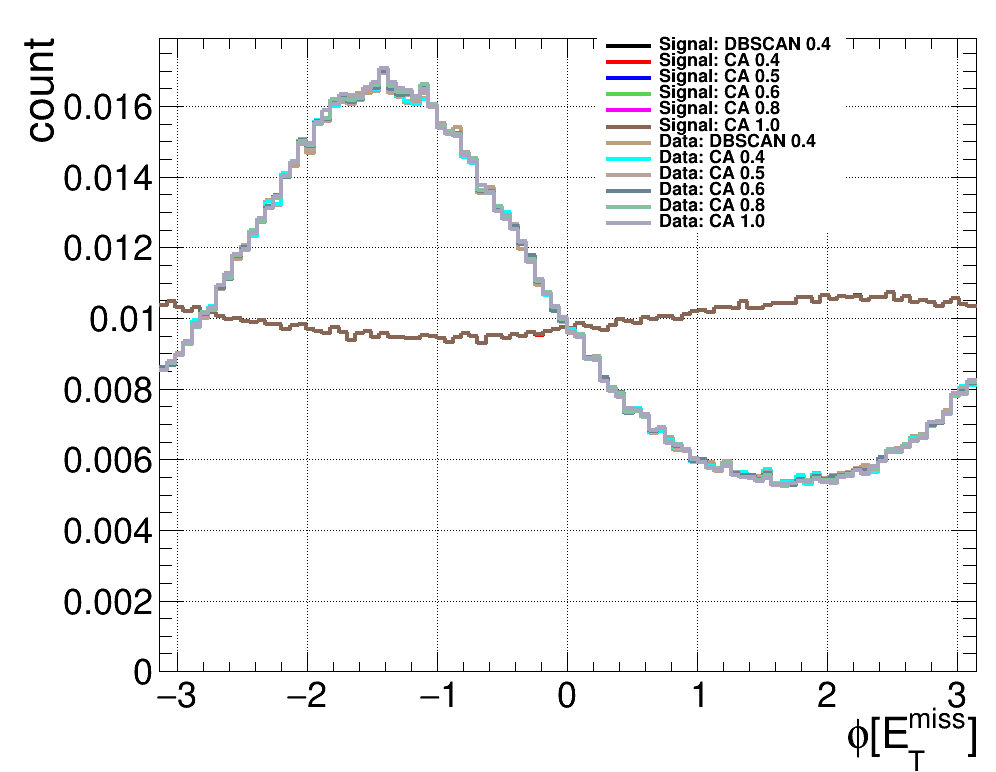 count
Signal: DBSCAN 0.4
Signal: CA 0.4
Signal: CA 0.5
Signal: CA 0.6
Signal: CA 0.8
Signal: CA 1.0
Data: DBSCAN 0.4
Data: CA 0.4
Data: CA 0.5
Data: CA 0.6
Data: CA 0.8
Data: CA 1.0
0.016
0.014
0.012
0.01
0.008
0.006
0.004
0.002
0
−3 −2 −1 0 1 2 3
ϕ[E_T^miss]